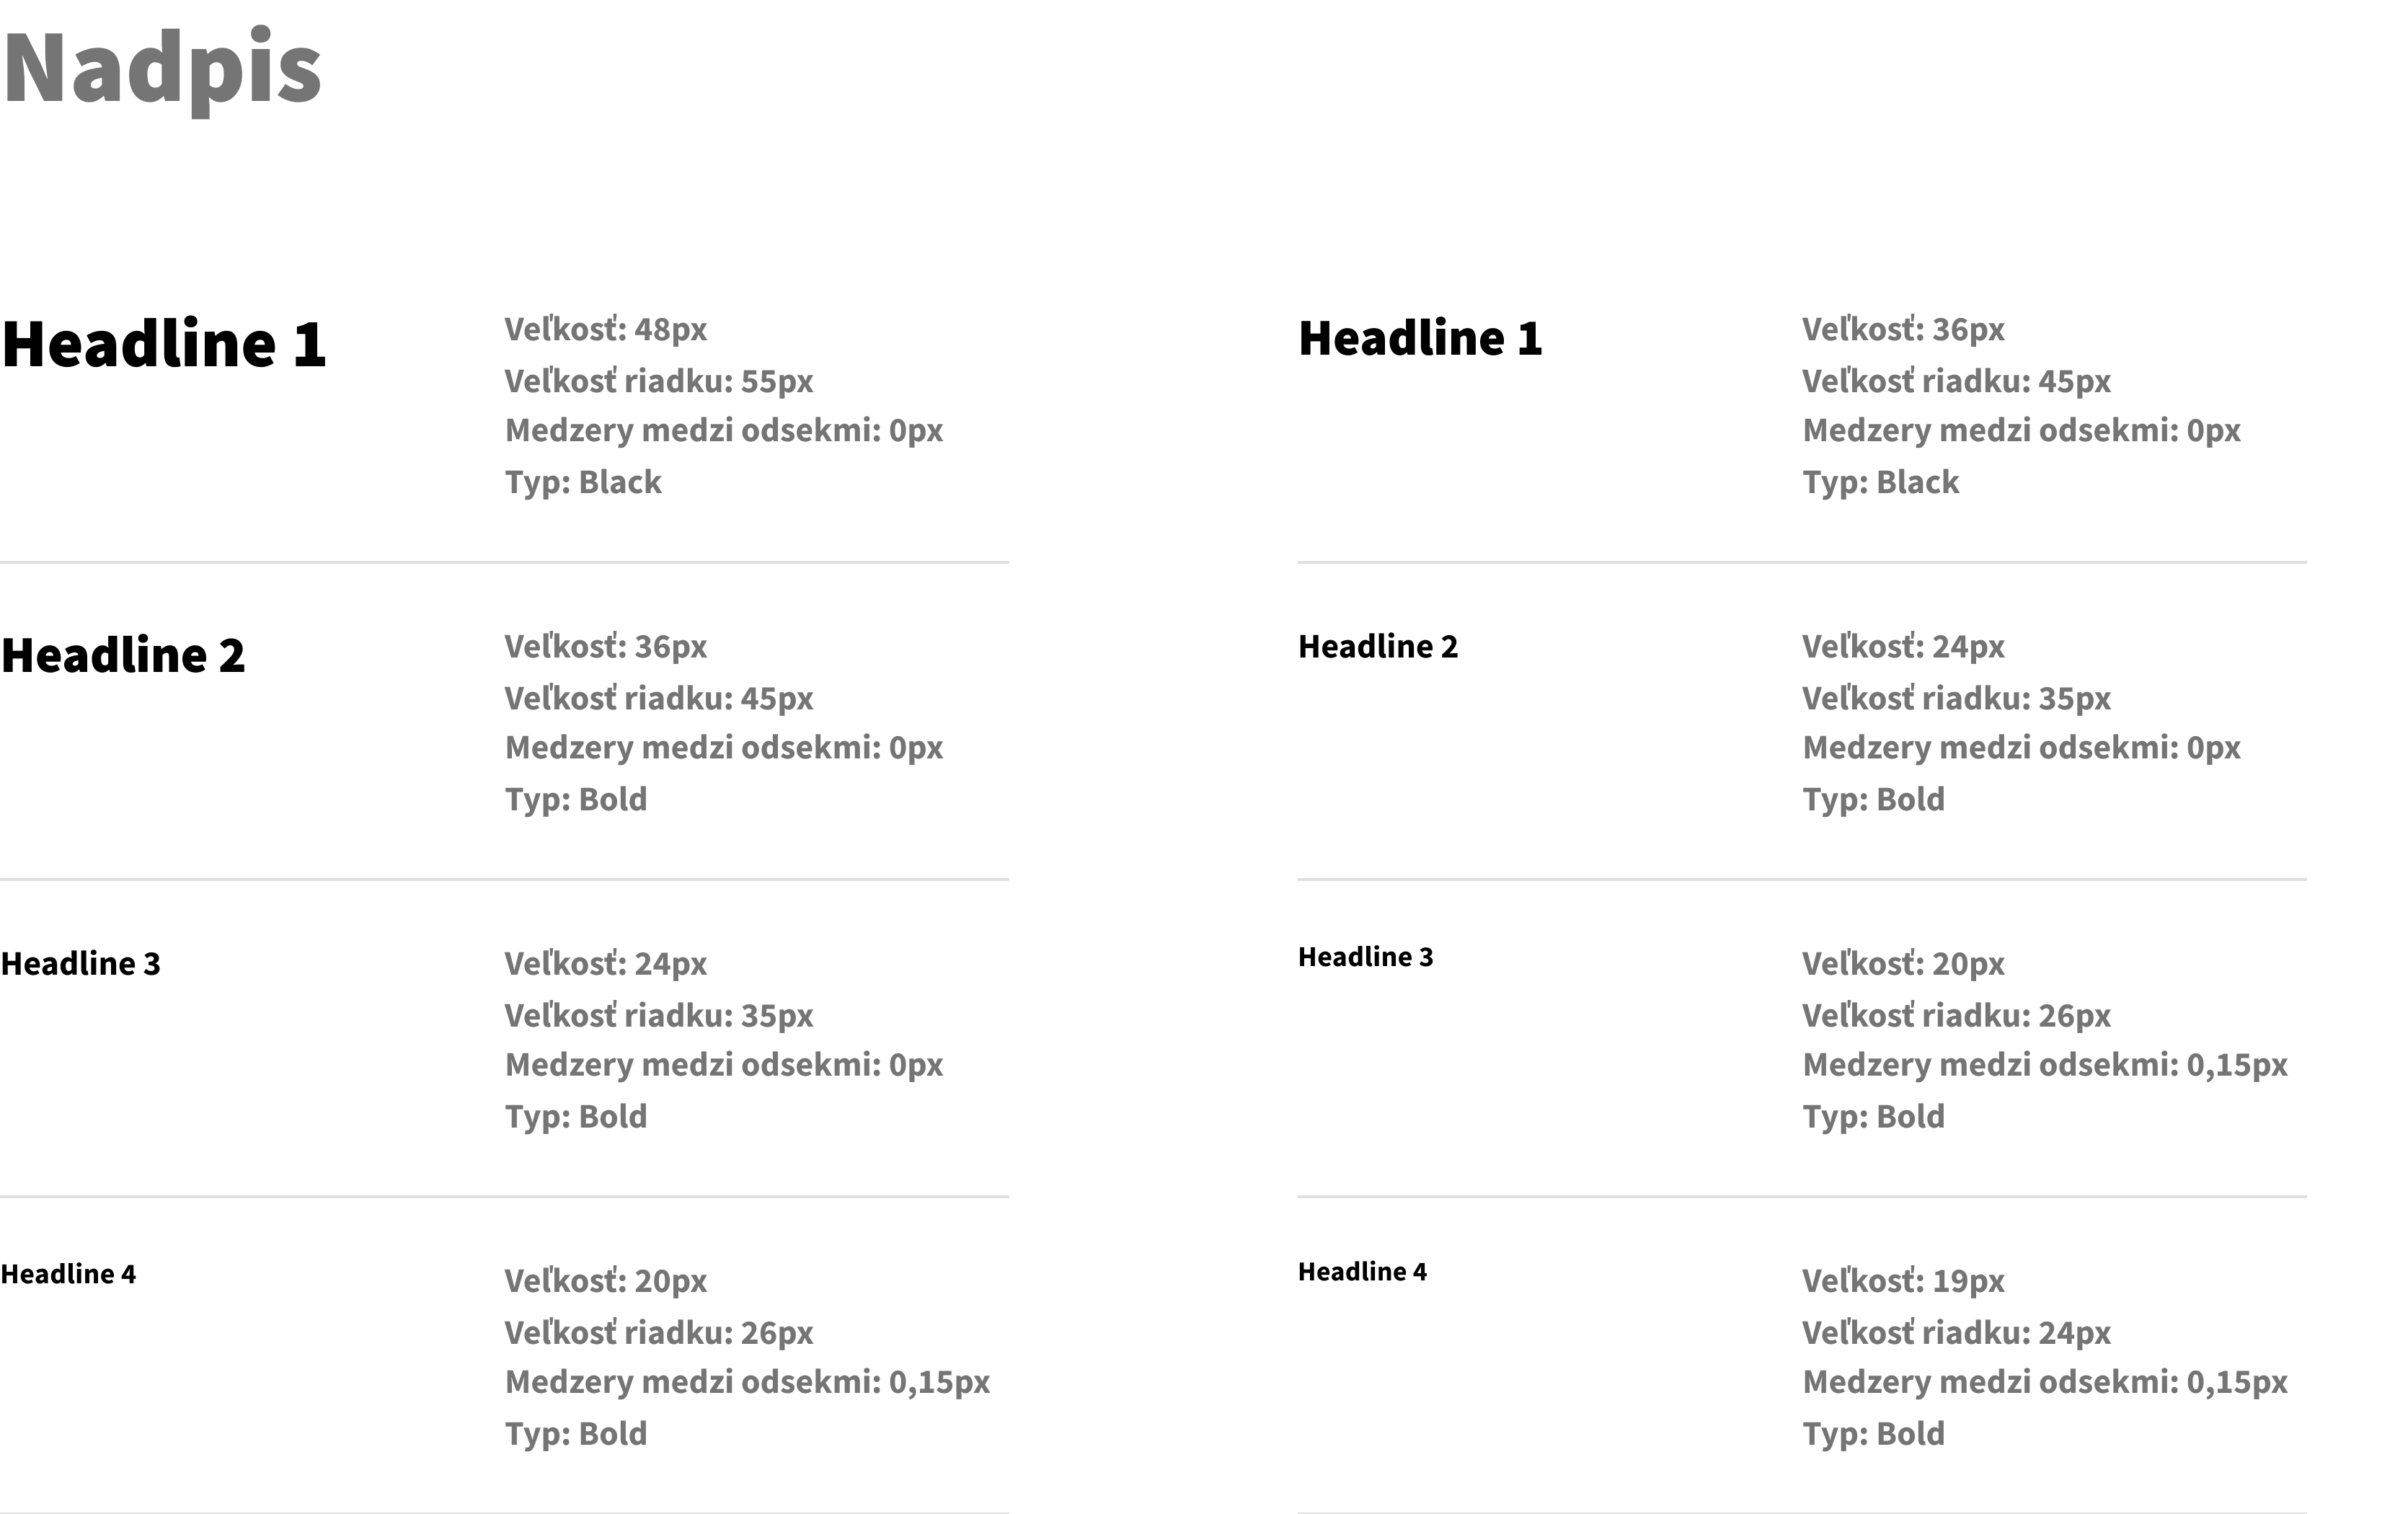 Nadpis
Headline 1
Veľkosť: 48px
Veľkosť riadku: 55px
Medzery medzi odsekmi: 0px
Typ: Black
Headline 2
Veľkosť: 36px
Veľkosť riadku: 45px
Medzery medzi odsekmi: 0px
Typ: Bold
Headline 3
Veľkosť: 24px
Veľkosť riadku: 35px
Medzery medzi odsekmi: 0px
Typ: Bold
Headline 4
Veľkosť: 20px
Veľkosť riadku: 26px
Medzery medzi odsekmi: 0,15px
Typ: Bold
Headline 1
Veľkosť: 36px
Veľkosť riadku: 45px
Medzery medzi odsekmi: 0px
Typ: Black
Headline 2
Veľkosť: 24px
Veľkosť riadku: 35px
Medzery medzi odsekmi: 0px
Typ: Bold
Headline 3
Veľkosť: 20px
Veľkosť riadku: 26px
Medzery medzi odsekmi: 0,15px
Typ: Bold
Headline 4
Veľkosť: 19px
Veľkosť riadku: 24px
Medzery medzi odsekmi: 0,15px
Typ: Bold